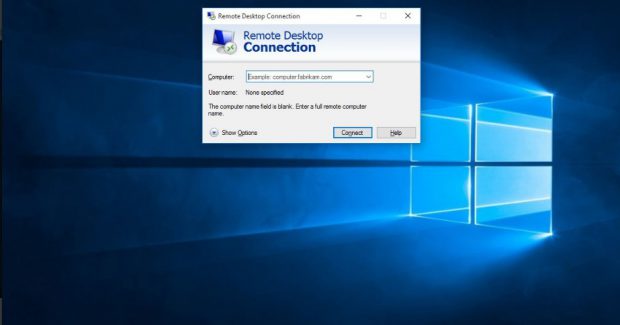 Remote Desktop Connection
Remote Desktop
Connection
Computer:
Example: computer.fabrikam.com
User name:
None specified
The computer name field is blank. Enter a full remote computer
name.
Show Options
Connect
Help